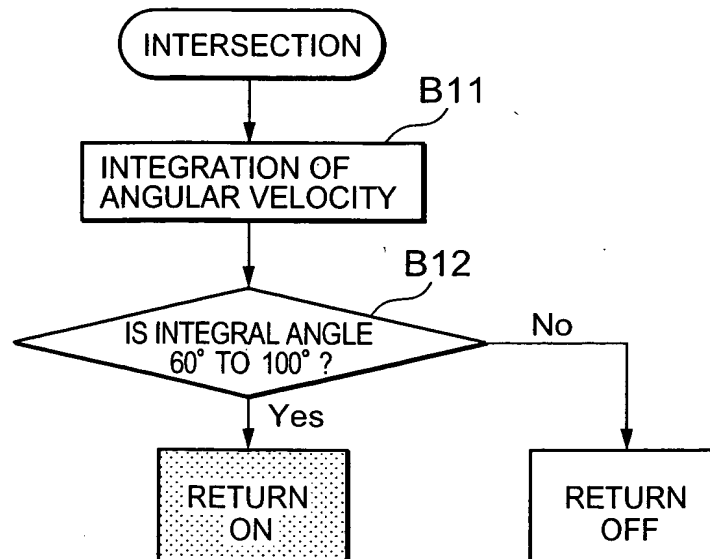 INTERSECTION
B11
INTEGRATION OF
ANGULAR VELOCITY
B12
IS INTEGRAL ANGLE
60° TO 100° ?
No
Yes
RETURN
ON
RETURN
OFF